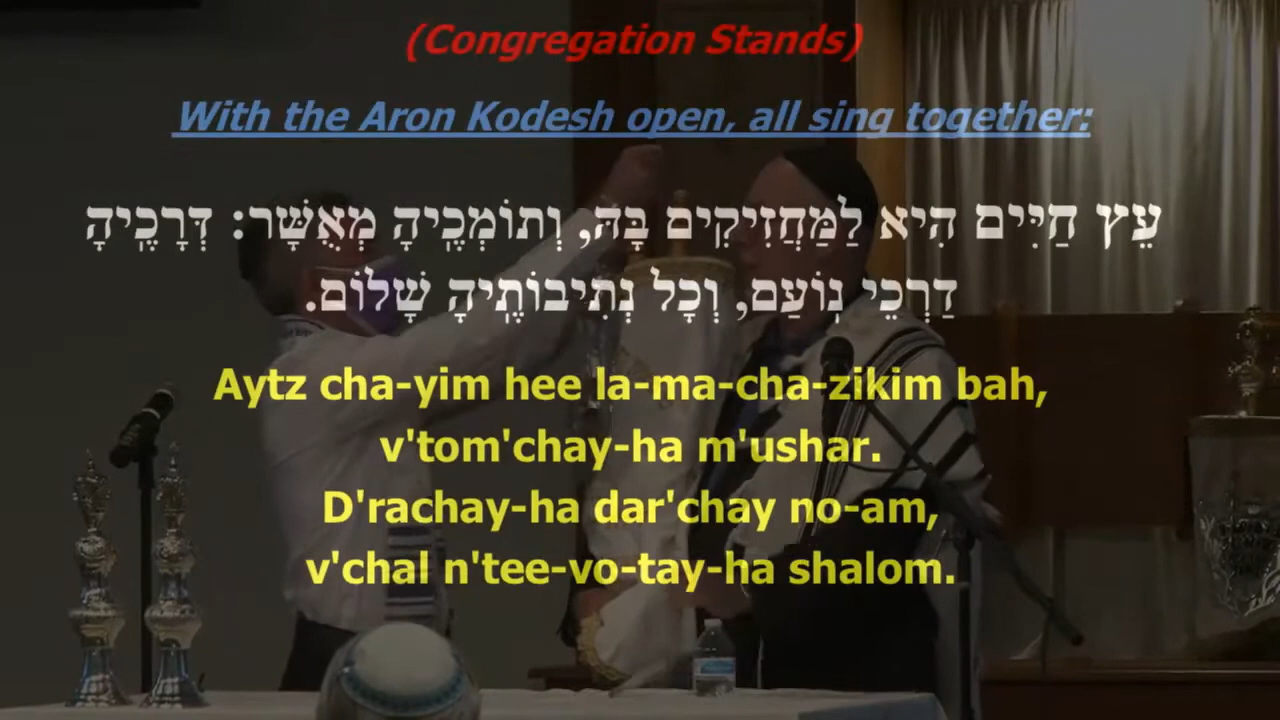 (Congregation Stands)
With the Aron Kodesh open, all sing together:
עֵץ חַיִּים הִיא לַמַּחֲזִיקִים בָּהּ, וְתוֹמְכֶיהָ מְאֻשָּׁר: דְּרָכֶיהָ
דַרְכֵי נֹועַם, וְכָל נְתִיבוֹתֶיהָ שָׁלוֹם.
Aytz cha-yim hee la-ma-cha-zikim bah,
v'tom'chay-ha m'ushar.
D'rachay-ha dar'chay no-am,
v'chal n'tee-vo-tay-ha shalom.